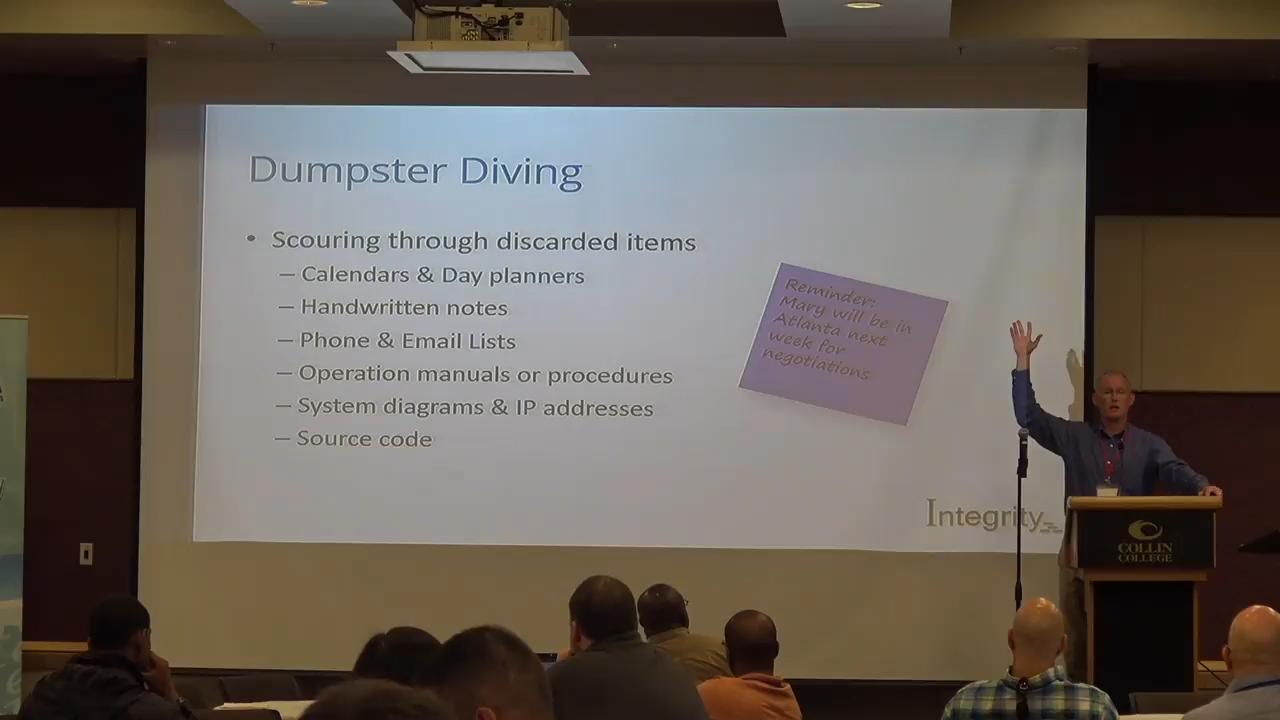 Dumpster Diving
• Scouring through discarded items
– Calendars & Day planners
– Handwritten notes
– Phone & Email Lists
– Operation manuals or procedures
– System diagrams & IP addresses
– Source code
Reminder:
Mary will be in
Atlanta next
week for
negotiations
Integrity
COLLIN
COLLEGE